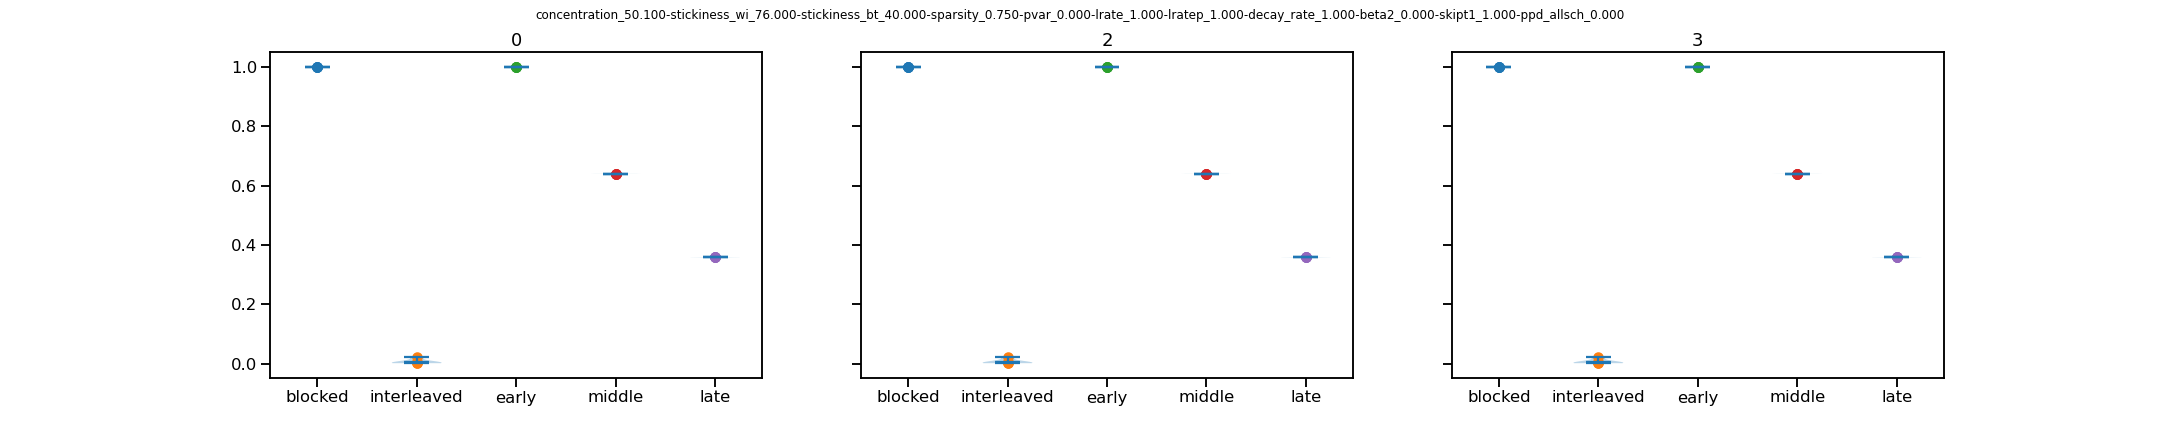 concentration_50.100-stickiness_wi_76.000-stickiness_bt_40.000-sparsity_0.750-pvar_0.000-lrate_1.000-lratep_1.000-decay_rate_1.000-beta2_0.000-skipt1_1.000-ppd_allsch_0.000
0 2 3
1.0
0.8
0.6
0.4
0.2
0.0
blocked interleaved early middle late blocked interleaved early middle late blocked interleaved early middle late